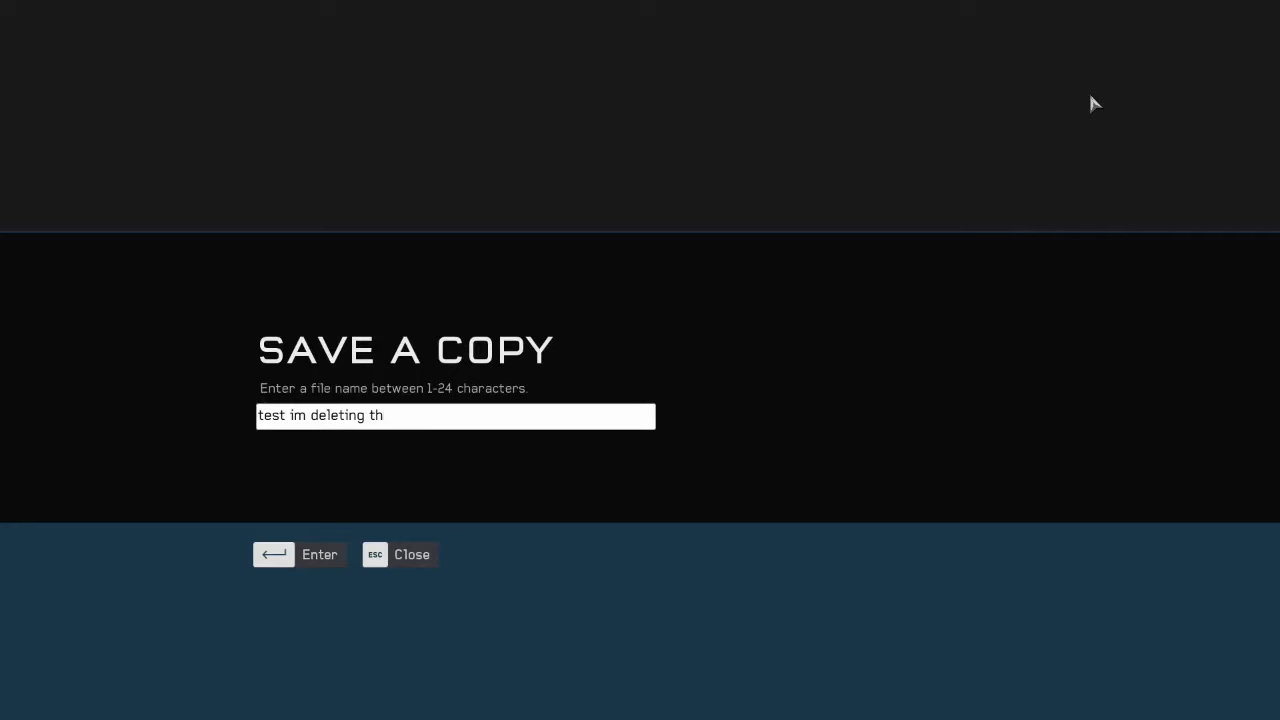 SAVE A COPY
Enter a file name between 1-24 characters.
test im deleting th
Enter ESC Close